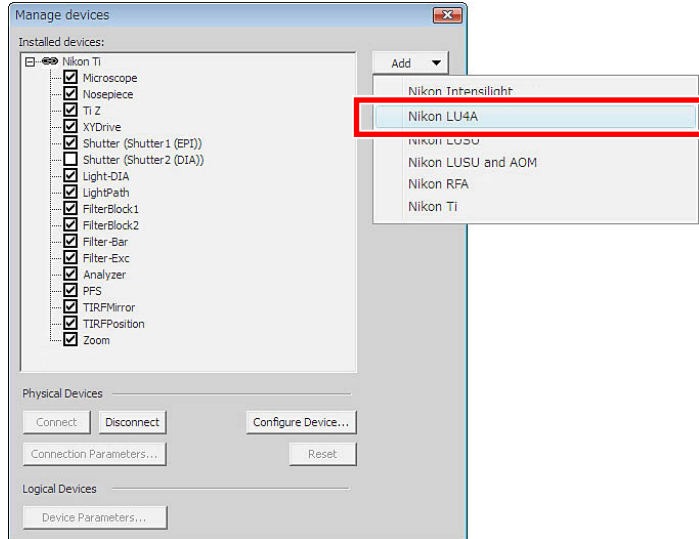 Manage devices
Installed devices:
Nikon Ti
Microscope
Nosepiece
Ti Z
XYDrive
Shutter (Shutter1 (EPI))
Shutter (Shutter2 (DIA))
Light-DIA
LightPath
FilterBlock1
FilterBlock2
Filter-Bar
Filter-Exc
Analyzer
PFS
TIRFMirror
TIRFPosition
Zoom
Add
Nikon Intensilight
Nikon LU4A
Nikon LUSU
Nikon LUSU and AOM
Nikon RFA
Nikon Ti
Physical Devices
Connect Disconnect Configure Device...
Connection Parameters... Reset
Logical Devices
Device Parameters...